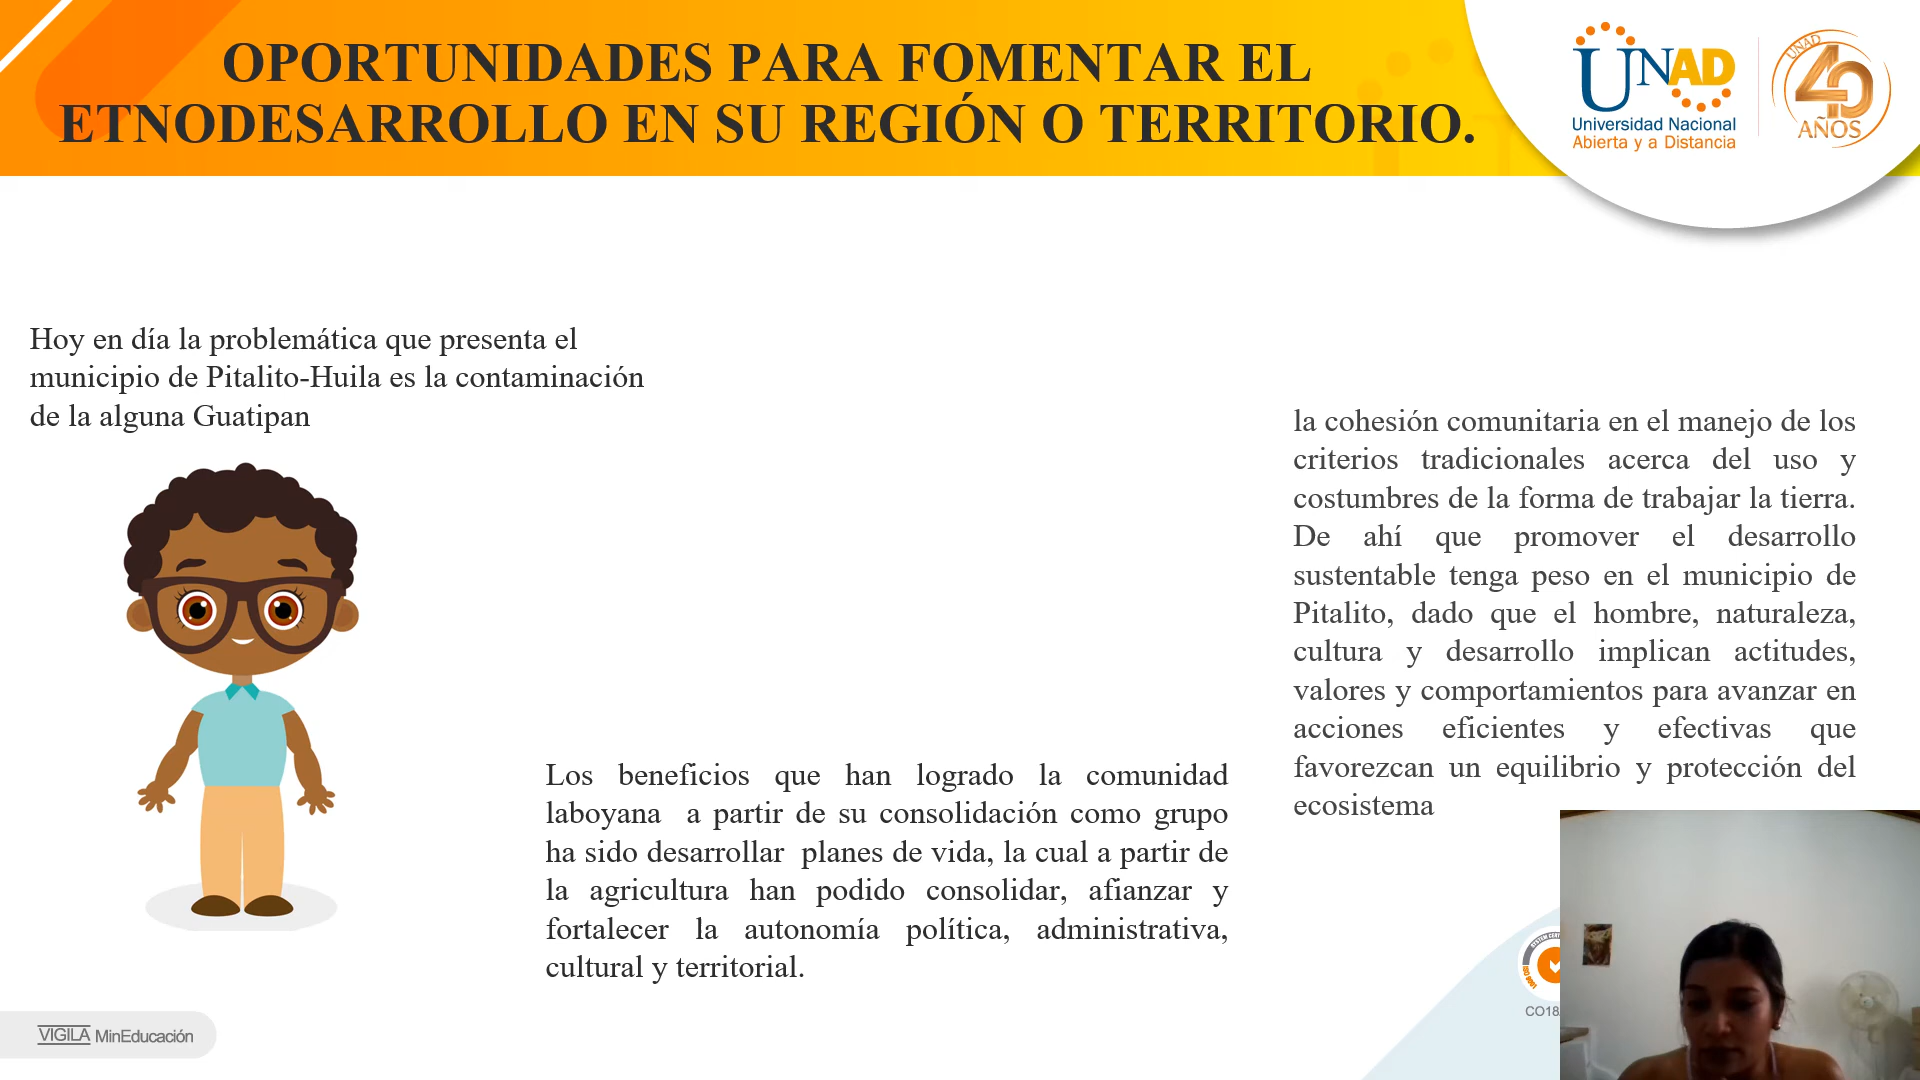 OPORTUNIDADES PARA FOMENTAR EL
ETNODESARROLLO EN SU REGIÓN O TERRITORIO.
UNAD
Universidad Nacional
Abierta y a Distancia
UNAD
40
AÑOS
Hoy en día la problemática que presenta el
municipio de Pitalito-Huila es la contaminación
de la alguna Guatipan
la cohesión comunitaria en el manejo de los
criterios tradicionales acerca del uso y
costumbres de la forma de trabajar la tierra.
De ahí que promover el desarrollo
sustentable tenga peso en el municipio de
Pitalito, dado que el hombre, naturaleza,
cultura y desarrollo implican actitudes,
valores y comportamientos para avanzar en
acciones eficientes y efectivas que
favorezcan un equilibrio y protección del
ecosistema
Los beneficios que han logrado la comunidad
laboyana a partir de su consolidación como grupo
ha sido desarrollar planes de vida, la cual a partir de
la agricultura han podido consolidar, afianzar y
fortalecer la autonomía política, administrativa,
cultural y territorial.
VIGILA MinEducación